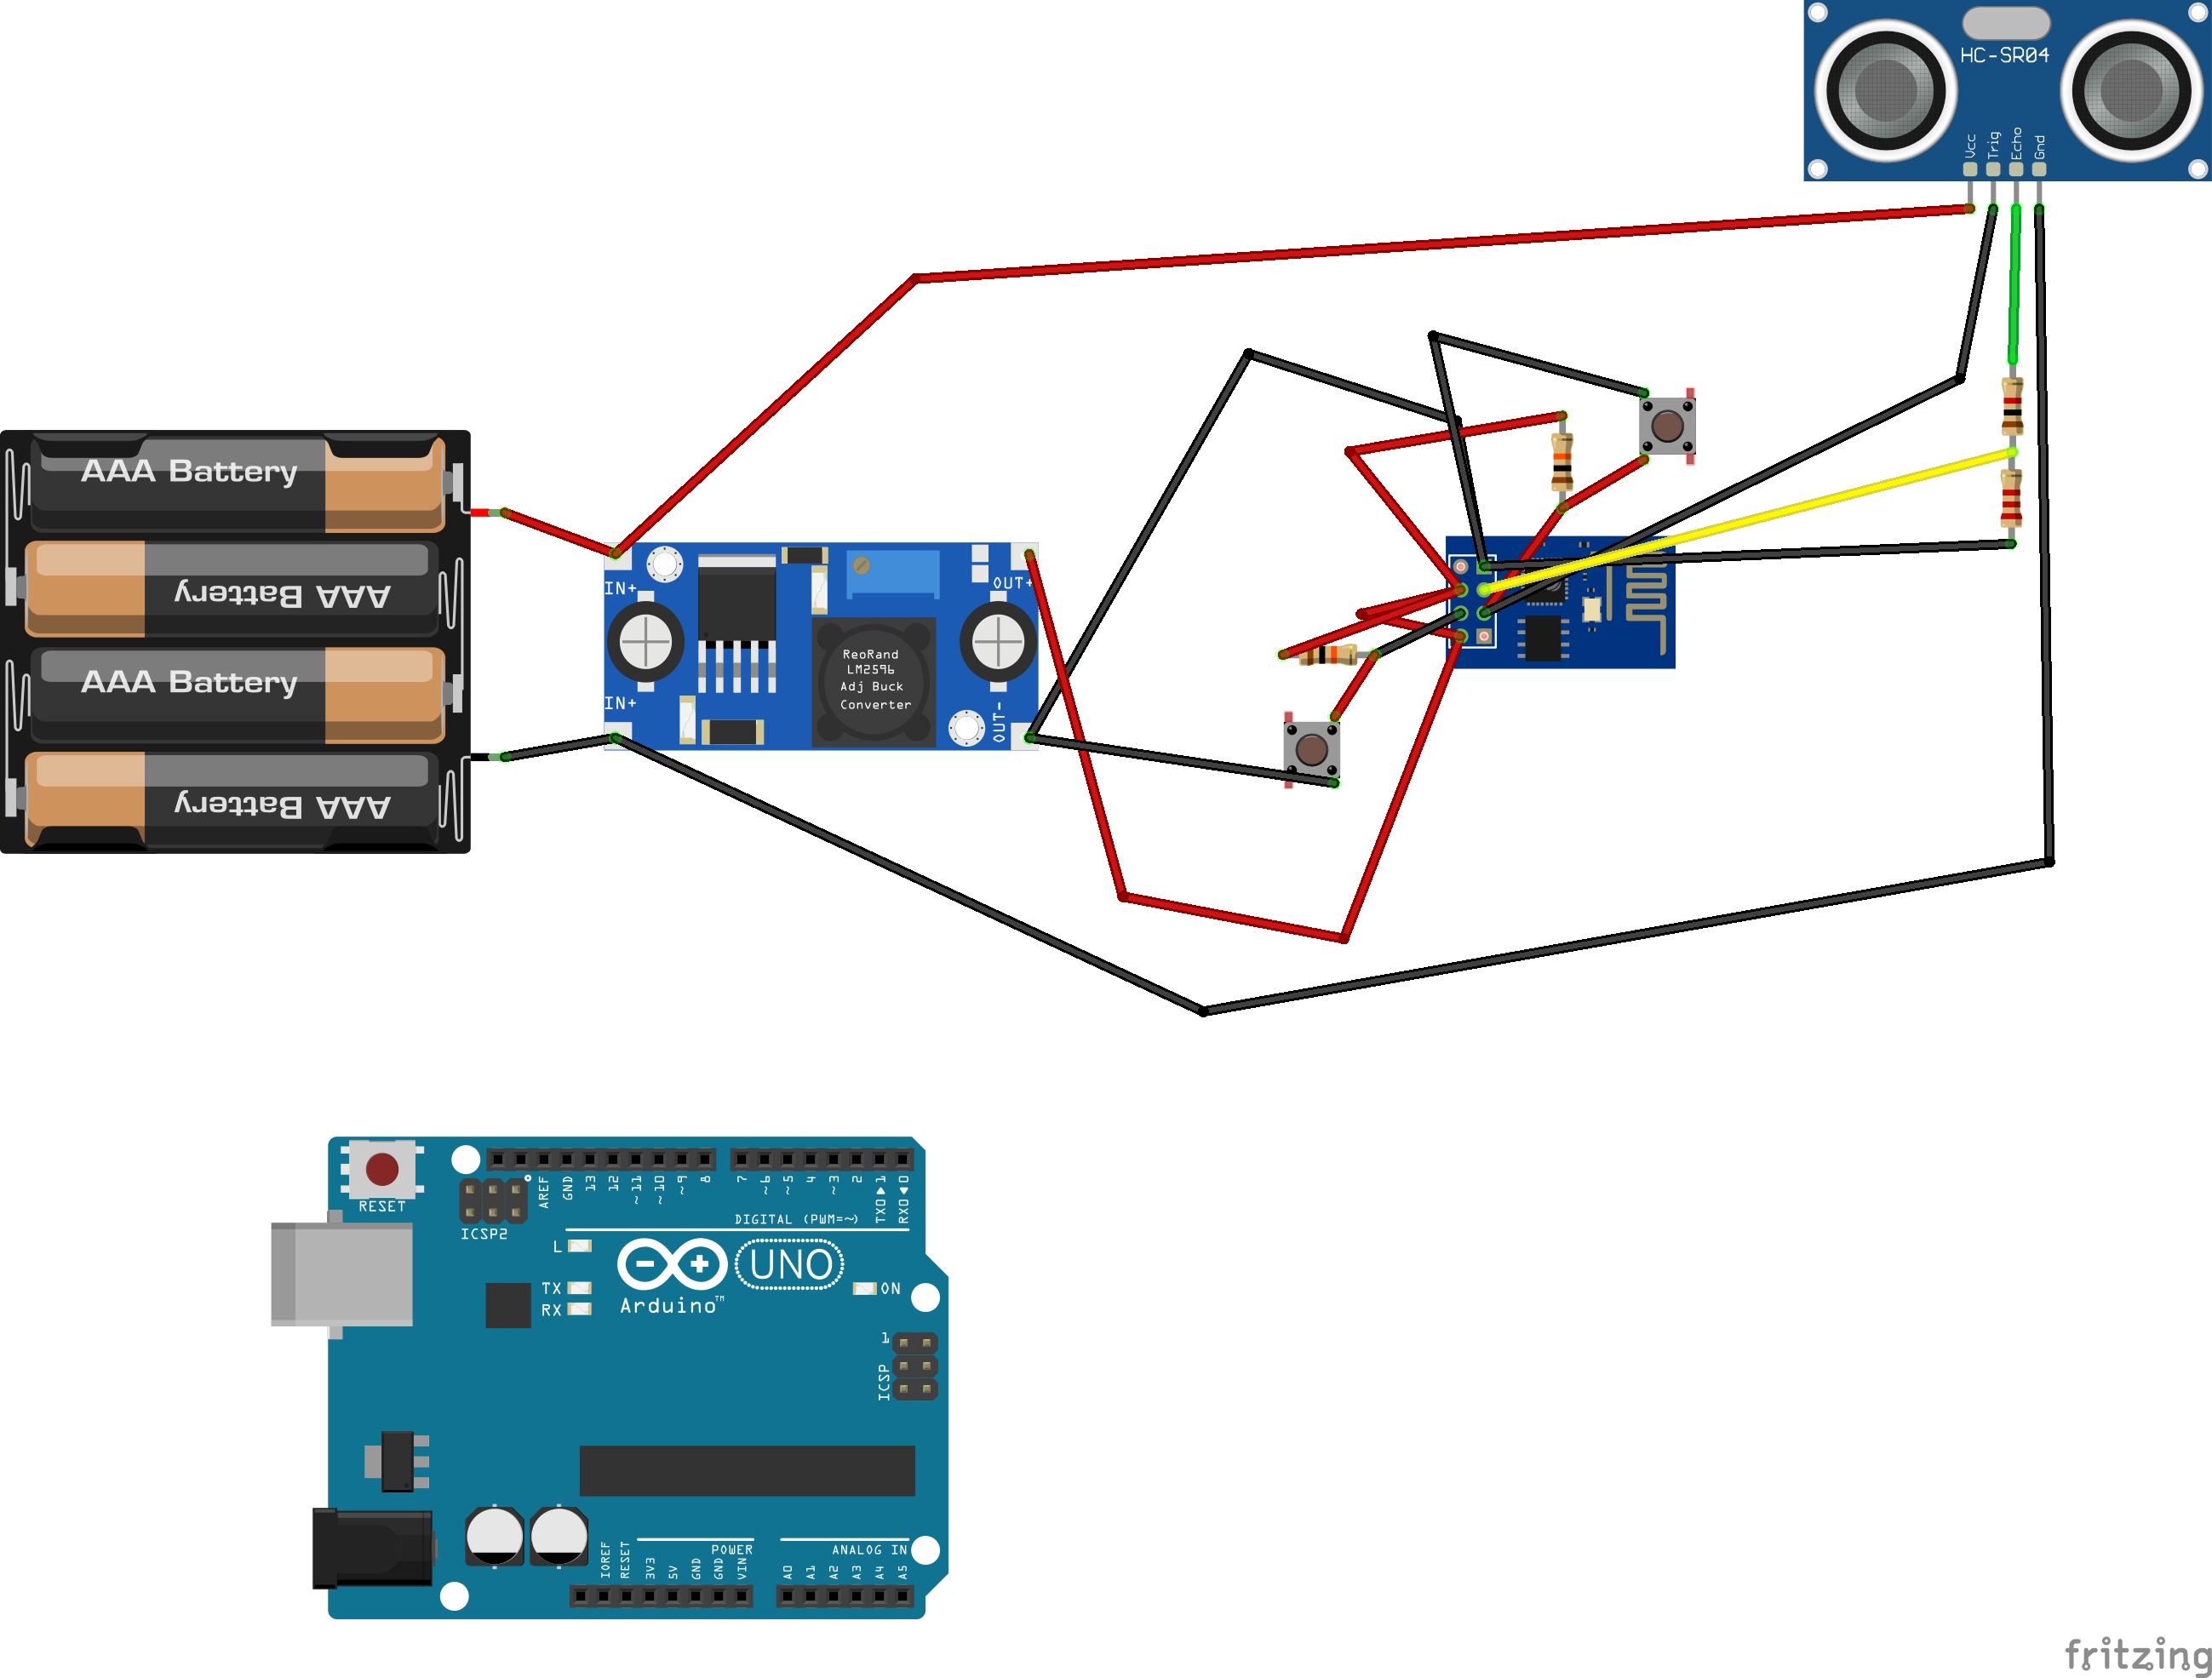 HC-SR04
Vcc
Trig
Echo
Gnd
AAA Battery
AAA Battery
AAA Battery
AAA Battery
IN+
OUT+
ReoRand
LM2596
Adj Buck
Converter
IN+
OUT-
RESET
ICSP2
AREF
GND
13
12
~11
~10
~9
8
7
~6
~5
4
~3
2
TX0▶1
RX0◀0
DIGITAL (PWM=~)
L
TX
RX
UNO
Arduino™
ON
1
ICSP
IOREF
RESET
3V3
5V
GND
GND
VIN
POWER
A0
A1
A2
A3
A4
A5
ANALOG IN
fritzing